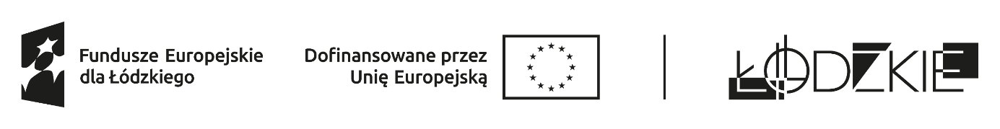 Fundusze Europejskie
dla Łódzkiego
Dofinansowane przez
Unię Europejską
ŁÓDZKIE